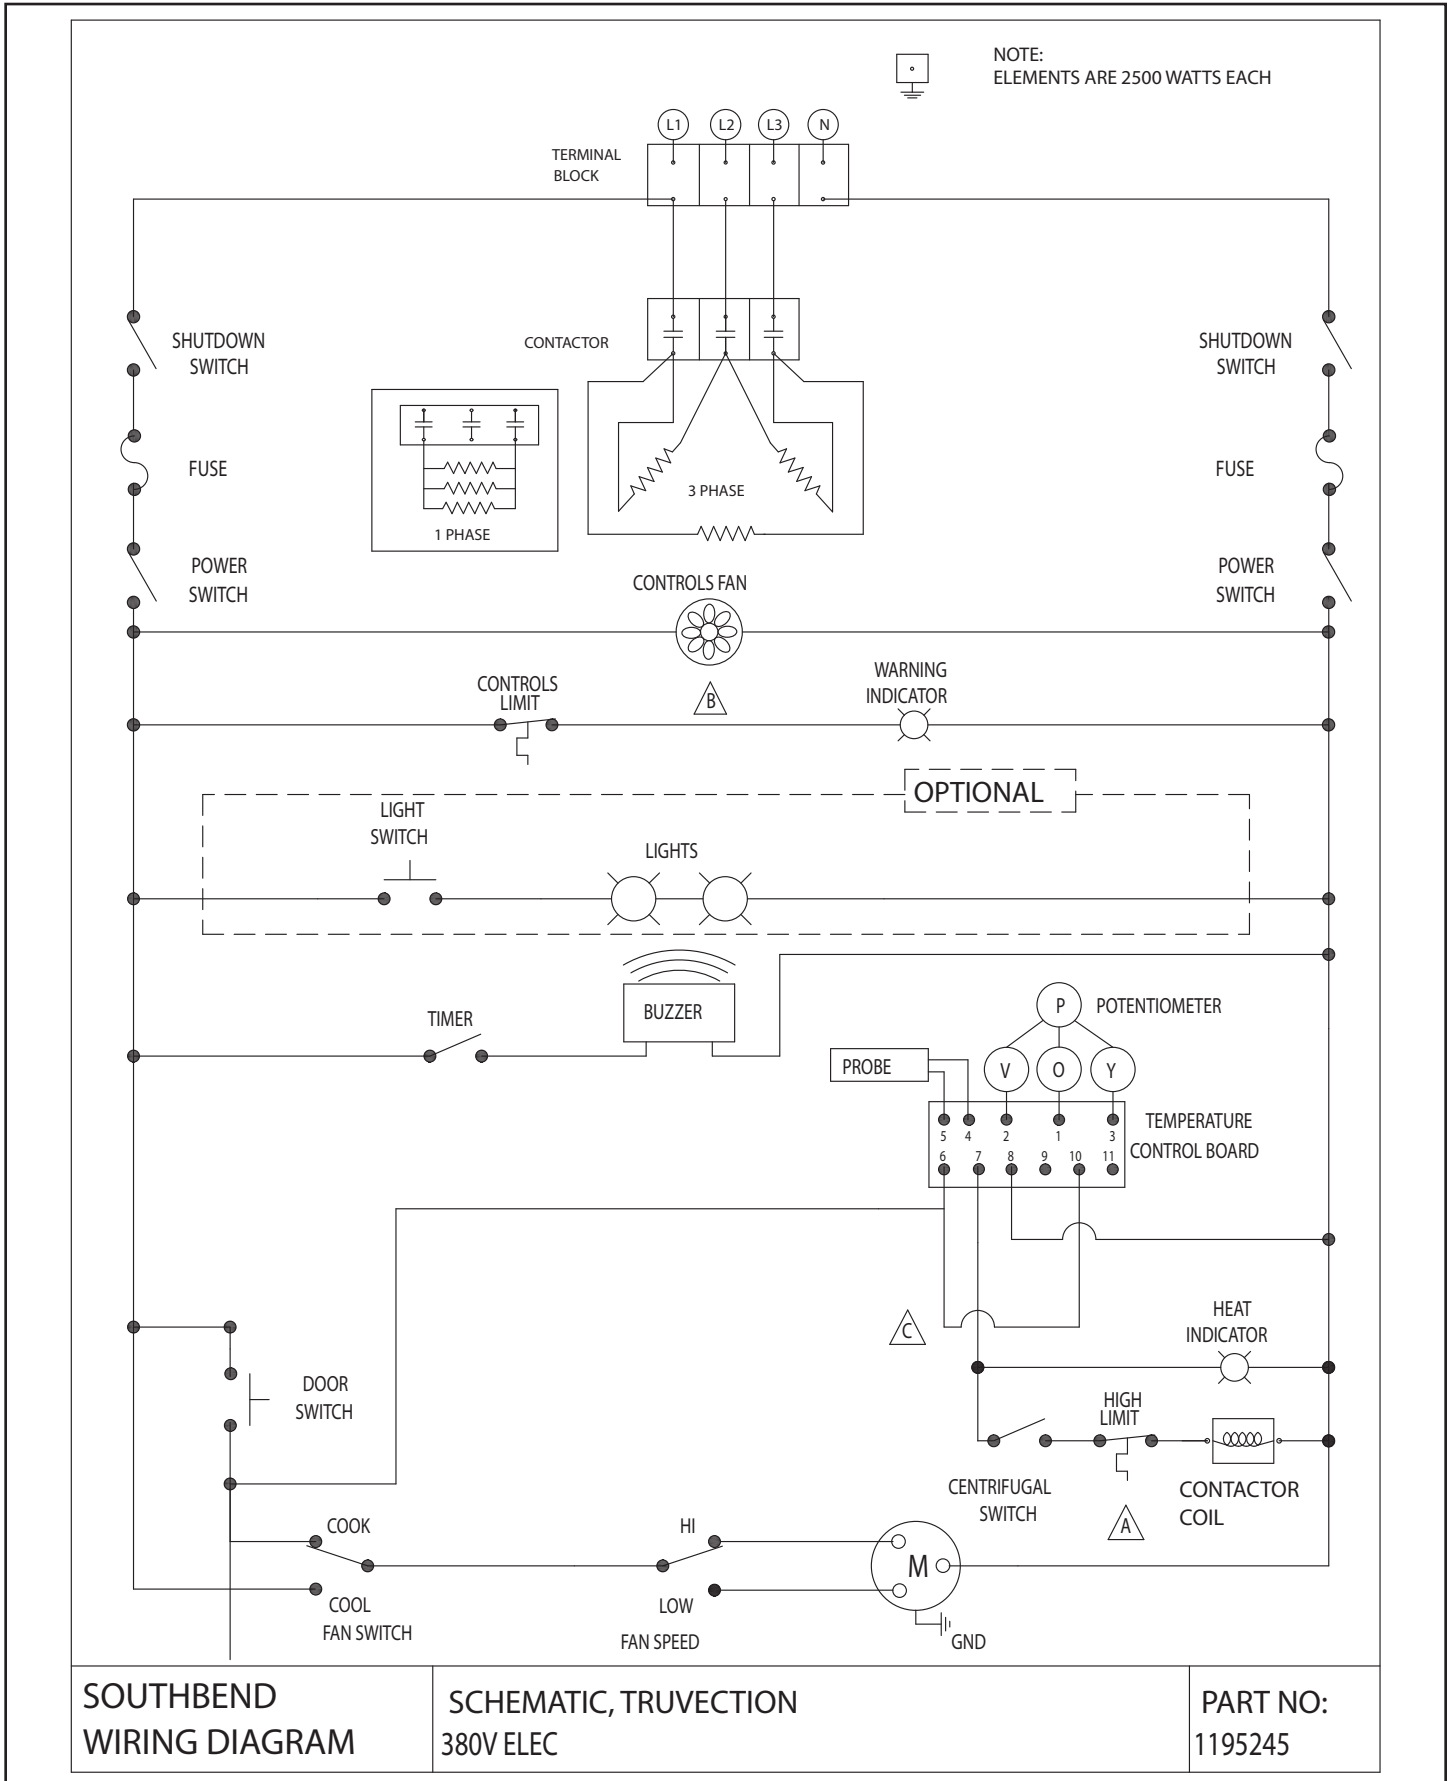 NOTE:
ELEMENTS ARE 2500 WATTS EACH
L1 L2 L3 N
TERMINAL
BLOCK
SHUTDOWN
SWITCH
CONTACTOR
SHUTDOWN
SWITCH
FUSE
3 PHASE
1 PHASE
FUSE
POWER
SWITCH
CONTROLS FAN
POWER
SWITCH
B
CONTROLS
LIMIT
WARNING
INDICATOR
OPTIONAL
LIGHT
SWITCH
LIGHTS
BUZZER
TIMER
P
POTENTIOMETER
PROBE
V O Y
5 4 2 1 3
6 7 8 9 10 11
TEMPERATURE
CONTROL BOARD
C
HEAT
INDICATOR
DOOR
SWITCH
HIGH
LIMIT
CENTRIFUGAL
SWITCH
A
CONTACTOR
COIL
COOK
HI
M
COOL
FAN SWITCH
LOW
FAN SPEED
GND
SOUTHBEND
WIRING DIAGRAM
SCHEMATIC, TRUVECTION
380V ELEC
PART NO:
1195245